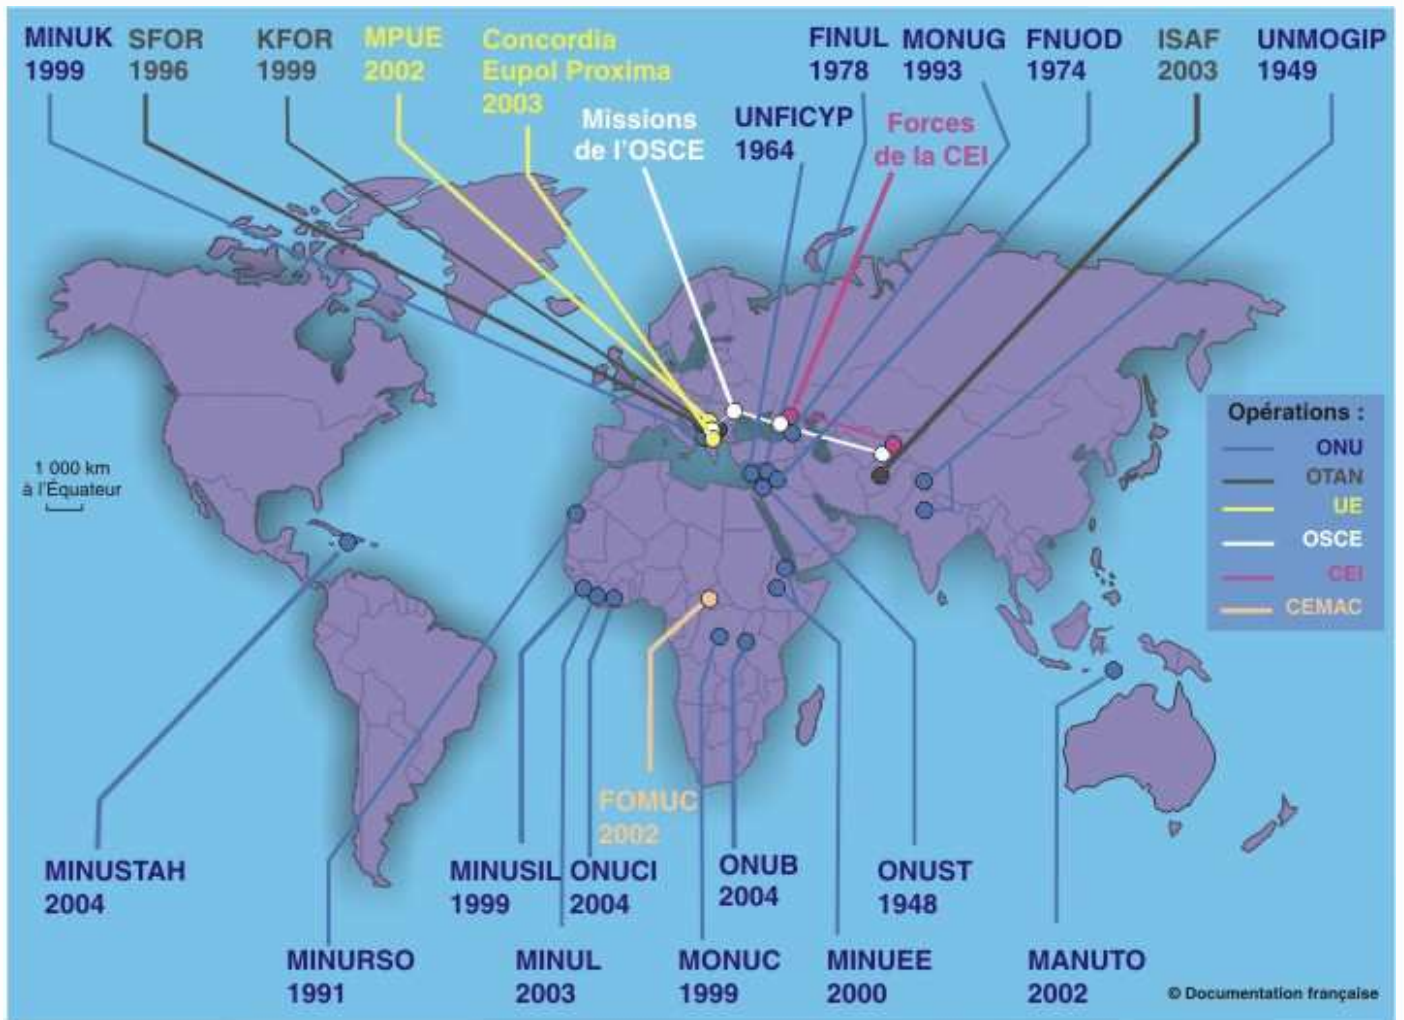 MINUK
1999
SFOR
1996
KFOR
1999
MPUE
2002
Concordia
Eupol Proxima
2003
Missions
de l'OSCE
UNFICYP
1964
FINUL
1978
MONUG
1993
Forces
de la CEI
FNUOD
1974
ISAF
2003
UNMOGIP
1949
1 000 km
à l'Équateur
Opérations :
ONU
OTAN
UE
OSCE
CEI
CEMAC
FOMUC
2002
MINUSTAH
2004
MINUSIL
1999
ONUCI
2004
ONUB
2004
ONUST
1948
MINURSO
1991
MINUL
2003
MONUC
1999
MINUEE
2000
MANUTO
2002
© Documentation française